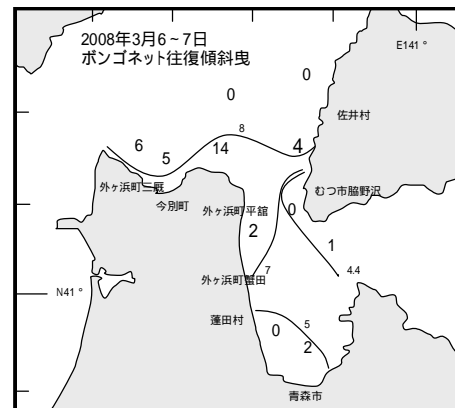 2008年3月6~7日
ボンゴネット往復傾斜曳
E141°
0
0
佐井村
8
6
5
14
4
外ヶ浜町三厩
むつ市脇野沢
今別町
外ヶ浜町平舘
0
2
1
7
4.4
外ヶ浜町蟹田
N41°
蓬田村
5
0
2
青森市